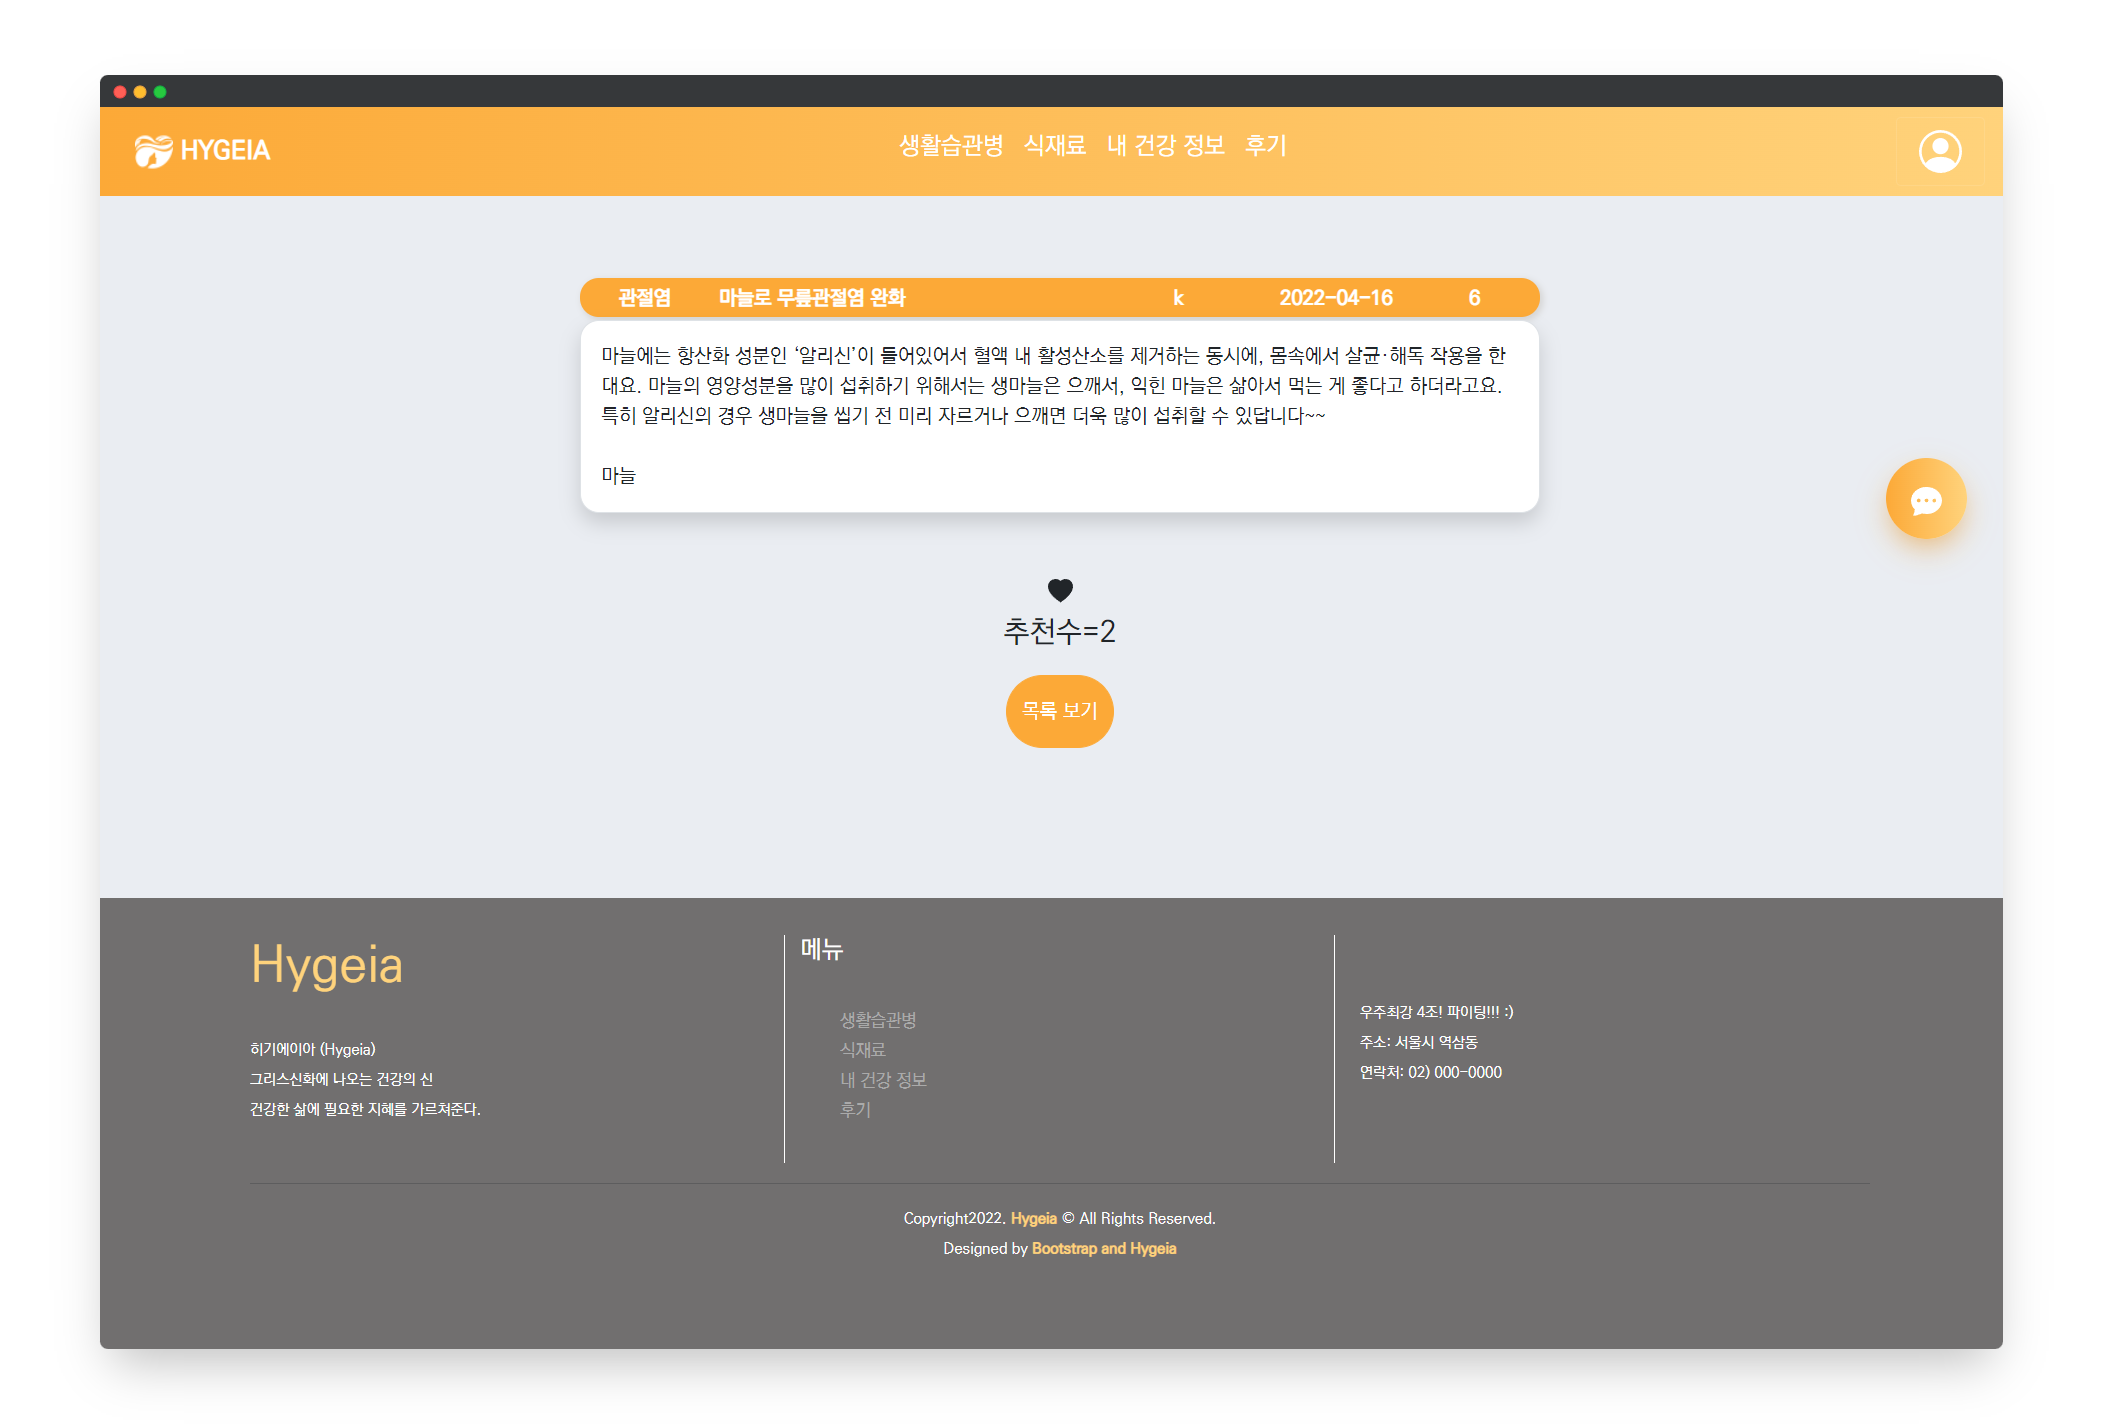 HYGEIA
생활습관병 식재료 내 건강 정보 후기
관절염 마늘로 무릎관절염 완화 k 2022-04-16 6
마늘에는 항산화 성분인 ‘알리신’이 들어있어서 혈액 내 활성산소를 제거하는 동시에, 몸속에서 살균·해독 작용을 한
대요. 마늘의 영양성분을 많이 섭취하기 위해서는 생마늘은 으깨서, 익힌 마늘은 삶아서 먹는 게 좋다고 하더라고요.
특히 알리신의 경우 생마늘을 씹기 전 미리 자르거나 으깨면 더욱 많이 섭취할 수 있답니다~~
마늘
추천수=2
목록 보기
Hygeia
히기에이아 (Hygeia)
그리스신화에 나오는 건강의 신
건강한 삶에 필요한 지혜를 가르쳐준다.
메뉴
생활습관병
식재료
내 건강 정보
후기
우주최강 4조! 파이팅!!! :)
주소: 서울시 역삼동
연락처: 02) 000-0000
Copyright2022. Hygeia © All Rights Reserved.
Designed by Bootstrap and Hygeia